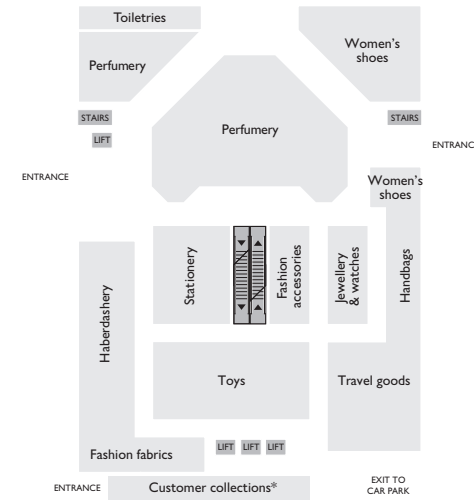 Toiletries
Perfumery
Women's
shoes
Perfumery
STAIRS
LIFT
STAIRS
ENTRANCE
ENTRANC
Women's
shoes
Stationery
Fashion
accessories
Jewellery
& watches
Handbags
Haberdashery
Toys
Travel goods
Fashion fabrics
LIFT LIFT LIFT
ENTRANCE
Customer collections*
EXIT TO
CAR PARK